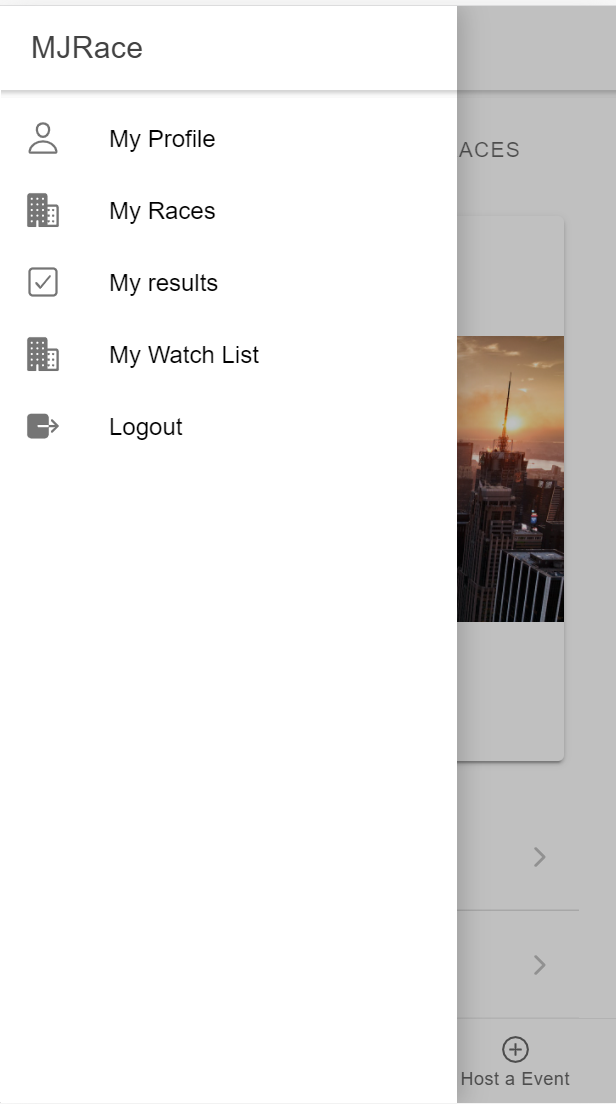 MJRace
My Profile
ACES
My Races
My results
My Watch List
Logout
Host a Event